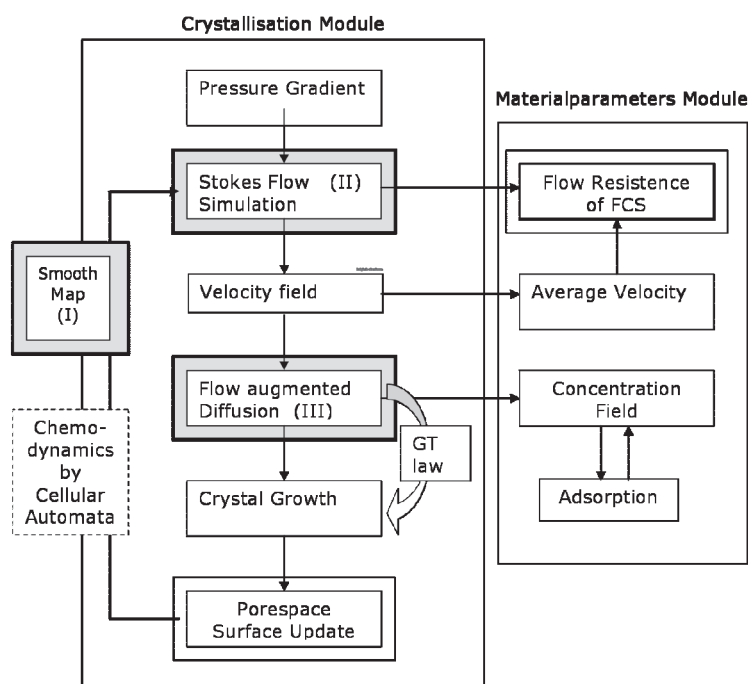 Crystallisation Module
Pressure Gradient
Materialparameters Module
Stokes Flow (II)
Simulation
Flow Resistence
of FCS
Smooth
Map
(I)
Velocity field
Average Velocity
Flow augmented
Diffusion (III)
Concentration
Field
Chemo-
dynamics
by
Cellular
Automata
GT
law
Crystal Growth
Adsorption
Porespace
Surface Update